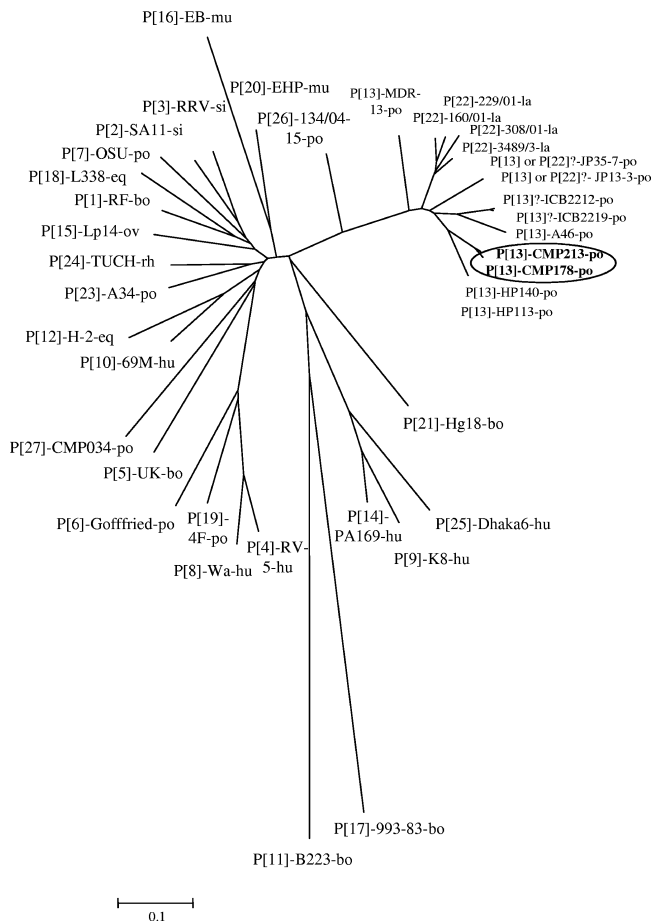 P[16]-EB-mu
P[20]-EHP-mu
P[3]-RRV-si
P[26]-134/04-
15-po
P[13]-MDR-
13-po
P[22]-229/01-la
P[22]-160/01-la
P[22]-308/01-la
P[22]-3489/3-la
P[13] or P[22]?-JP35-7-po
P[13] or P[22]?- JP13-3-po
P[13]?-ICB2212-po
P[13]?-ICB2219-po
P[13]-A46-po
P[13]-CMP213-po
P[13]-CMP178-po
P[13]-HP140-po
P[13]-HP113-po
P[2]-SA11-si
P[7]-OSU-po
P[18]-L338-eq
P[1]-RF-bo
P[15]-Lp14-ov
P[24]-TUCH-rh
P[23]-A34-po
P[12]-H-2-eq
P[10]-69M-hu
P[27]-CMP034-po
P[5]-UK-bo
P[6]-Gofffried-po
P[19]-
4F-po
P[8]-Wa-hu
P[4]-RV-
5-hu
P[21]-Hg18-bo
P[14]-
PA169-hu
P[25]-Dhaka6-hu
P[9]-K8-hu
P[17]-993-83-bo
P[11]-B223-bo
0.1